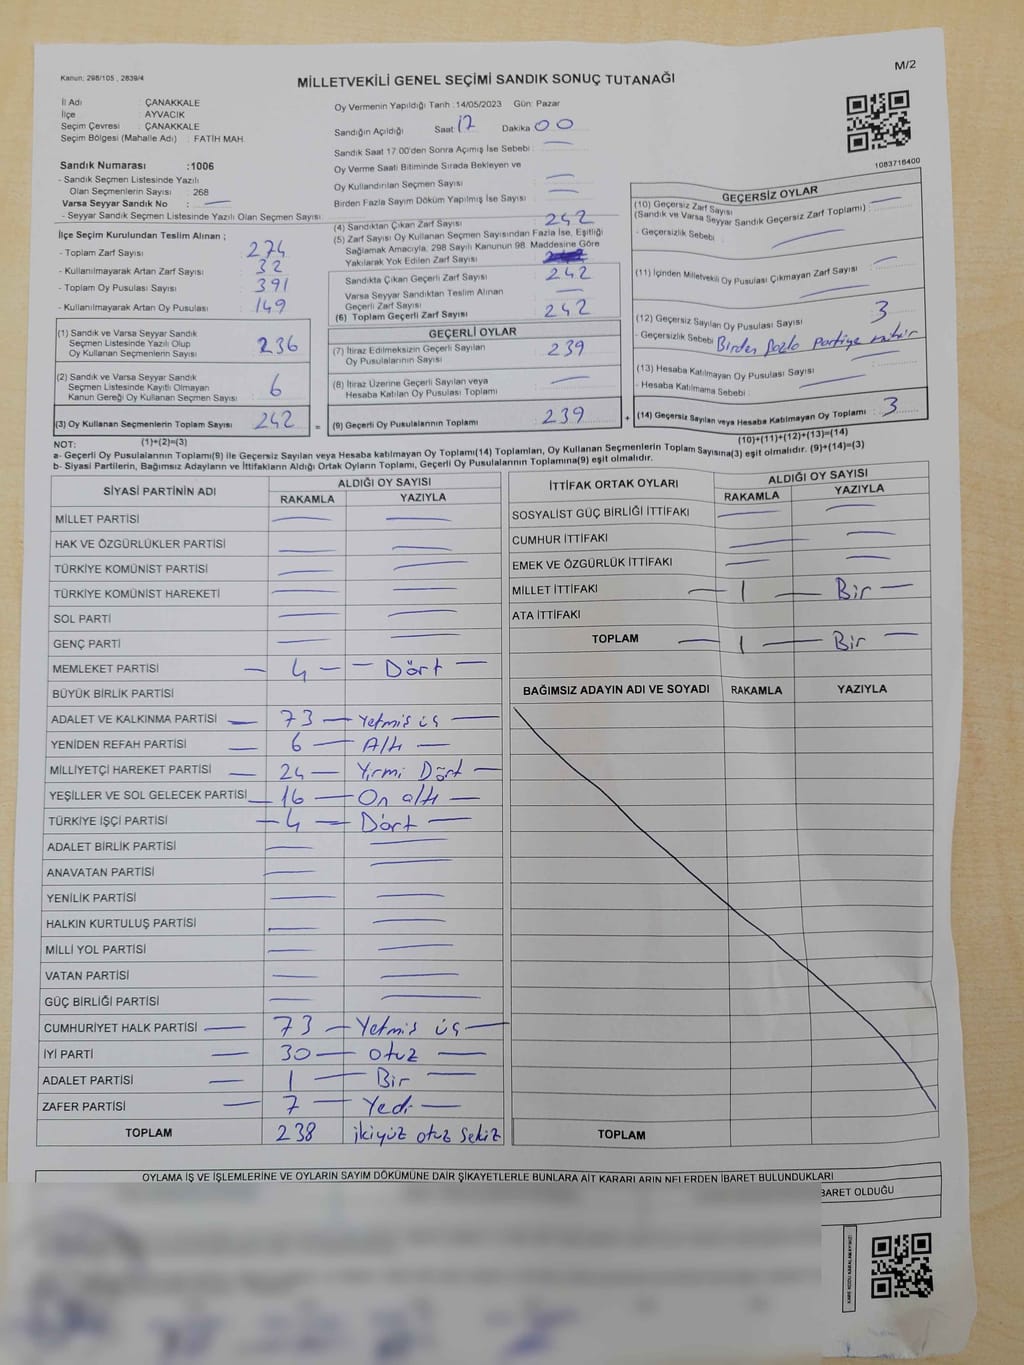 Kanun: 298/105 , 2839/4
M/2
MİLLETVEKİLİ GENEL SEÇİMİ SANDIK SONUÇ TUTANAĞI
İl Adı : ÇANAKKALE
İlçe : AYVACIK
Seçim Çevresi : ÇANAKKALE
Seçim Bölgesi (Mahalle Adı) : FATİH MAH
Sandık Numarası :1006
- Sandık Seçmen Listesinde Yazılı
Olan Seçmenlerin Sayısı : 268
Varsa Seyyar Sandık No : —
- Seyyar Sandık Seçmen Listesinde Yazılı Olan Seçmen Sayısı
Oy Vermenin Yapıldığı Tarih :14/05/2023 Gün: Pazar
Sandığın Açıldığı Saat 17 Dakika 00
Sandık Saat 17.00'den Sonra Açımış İse Sebebi : —
Oy Verme Saati Bitiminde Sırada Bekleyen ve
Oy Kullandırılan Seçmen Sayısı —
Birden Fazla Sayım Döküm Yapılmış İse Sayısı —
1083716400
İlçe Seçim Kurulundan Teslim Alınan ;
- Toplam Zarf Sayısı : 274
- Kullanılmayarak Artan Zarf Sayısı : 32
- Toplam Oy Pusulası Sayısı : 391
- Kullanılmayarak Artan Oy Pusulası : 149
(1) Sandık ve Varsa Seyyar Sandık
Seçmen Listesinde Yazılı Olup
Oy Kullanan Seçmenlerin Sayısı : 236
(2) Sandık ve Varsa Seyyar Sandık
Seçmen Listesinde Kayıtlı Olmayan
Kanun Gereği Oy Kullanan Seçmen Sayısı : 6
(3) Oy Kullanan Seçmenlerin Toplam Sayısı : 242
(4) Sandıktan Çıkan Zarf Sayısı 242
(5) Zarf Sayısı Oy Kullanan Seçmen Sayısından Fazla İse, Eşitliği
Sağlamak Amacıyla, 298 Sayılı Kanunun 98. Maddesine Göre
Yakılarak Yok Edilen Zarf Sayısı
Sandıkta Çıkan Geçerli Zarf Sayısı 242
Varsa Seyyar Sandıktan Teslim Alınan
Geçerli Zarf Sayısı —
(6) Toplam Geçerli Zarf Sayısı 242
GEÇERLİ OYLAR
(7) İtiraz Edilmeksizin Geçerli Sayılan
Oy Pusulalarının Sayısı : 239
(8) İtiraz Üzerine Geçerli Sayılan veya
Hesaba Katılan Oy Pusulası Toplamı : —
= (9) Geçerli Oy Pusulalarının Toplamı : 239 +
GEÇERSİZ OYLAR
(10) Geçersiz Zarf Sayısı
(Sandık ve Varsa Seyyar Sandık Geçersiz Zarf Toplamı) : —
- Geçersizlik Sebebi : —
(11) İçinden Milletvekili Oy Pusulası Çıkmayan Zarf Sayısı : —
(12) Geçersiz Sayılan Oy Pusulası Sayısı : 3
- Geçersizlik Sebebi : Birden fazla partiye mühür
(13) Hesaba Katılmayan Oy Pusulası Sayısı : —
- Hesaba Katılmama Sebebi : —
(14) Geçersiz Sayılan veya Hesaba Katılmayan Oy Toplamı : 3
NOT: (1)+(2)=(3) (10)+(11)+(12)+(13)=(14)
a- Geçerli Oy Pusulalarının Toplamı(9) ile Geçersiz Sayılan veya Hesaba katılmayan Oy Toplamı(14) Toplamları, Oy Kullanan Seçmenlerin Toplam Sayısına(3) eşit olmalıdır. (9)+(14)=(3)
b- Siyasi Partilerin, Bağımsız Adayların ve İttifakların Aldığı Ortak Oyların Toplamı, Geçerli Oy Pusulalarının Toplamına(9) eşit olmalıdır.
SİYASİ PARTİNİN ADI ALDIĞI OY SAYISI
RAKAMLA YAZIYLA
MİLLET PARTİSİ — —
HAK VE ÖZGÜRLÜKLER PARTİSİ — —
TÜRKİYE KOMÜNİST PARTİSİ — —
TÜRKİYE KOMÜNİST HAREKETİ — —
SOL PARTİ — —
GENÇ PARTİ — —
MEMLEKET PARTİSİ — 4 — — Dört —
BÜYÜK BİRLİK PARTİSİ
ADALET VE KALKINMA PARTİSİ — 73 — Yetmiş üç —
YENİDEN REFAH PARTİSİ — 6 — Altı —
MİLLİYETÇİ HAREKET PARTİSİ — 24 — Yirmi Dört —
YEŞİLLER VE SOL GELECEK PARTİSİ — 16 — On altı —
TÜRKİYE İŞÇİ PARTİSİ — 4 — Dört —
ADALET BİRLİK PARTİSİ — —
ANAVATAN PARTİSİ — —
YENİLİK PARTİSİ — —
HALKIN KURTULUŞ PARTİSİ — —
MİLLİ YOL PARTİSİ — —
VATAN PARTİSİ — —
GÜÇ BİRLİĞİ PARTİSİ — —
CUMHURİYET HALK PARTİSİ — 73 — Yetmiş üç —
İYİ PARTİ — 30 — otuz —
ADALET PARTİSİ — 1 — Bir —
ZAFER PARTİSİ — 7 — Yedi —
TOPLAM 238 ikiyüz otuz sekiz
İTTİFAK ORTAK OYLARI ALDIĞI OY SAYISI
RAKAMLA YAZIYLA
SOSYALİST GÜÇ BİRLİĞİ İTTİFAKI — —
CUMHUR İTTİFAKI — —
EMEK VE ÖZGÜRLÜK İTTİFAKI — —
MİLLET İTTİFAKI — 1 — Bir —
ATA İTTİFAKI
TOPLAM — 1 — Bir —
BAĞIMSIZ ADAYIN ADI VE SOYADI RAKAMLA YAZIYLA
TOPLAM
OYLAMA İŞ VE İŞLEMLERİNE VE OYLARIN SAYIM DÖKÜMÜNE DAİR ŞİKAYETLERLE BUNLARA AİT KARARLARIN NELERDEN İBARET BULUNDUKLARI
BARET OLDUĞU